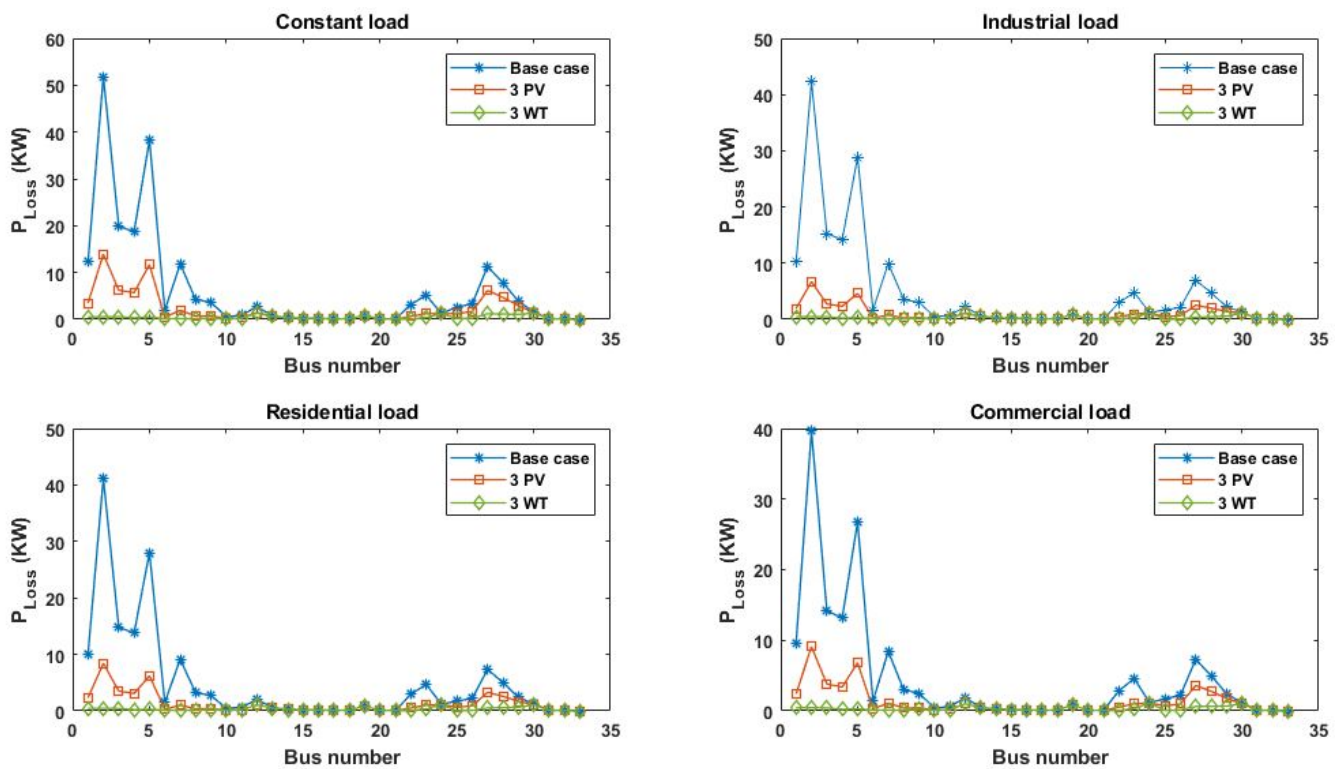 Constant load
60
50
40
30
20
10
0
P_Loss (KW)
Base case
3 PV
3 WT
0 5 10 15 20 25 30 35
Bus number
Industrial load
50
40
30
20
10
0
P_Loss (KW)
Base case
3 PV
3 WT
0 5 10 15 20 25 30 35
Bus number
Residential load
50
40
30
20
10
0
P_Loss (KW)
Base case
3 PV
3 WT
0 5 10 15 20 25 30 35
Bus number
Commercial load
40
30
20
10
0
P_Loss (KW)
Base case
3 PV
3 WT
0 5 10 15 20 25 30 35
Bus number